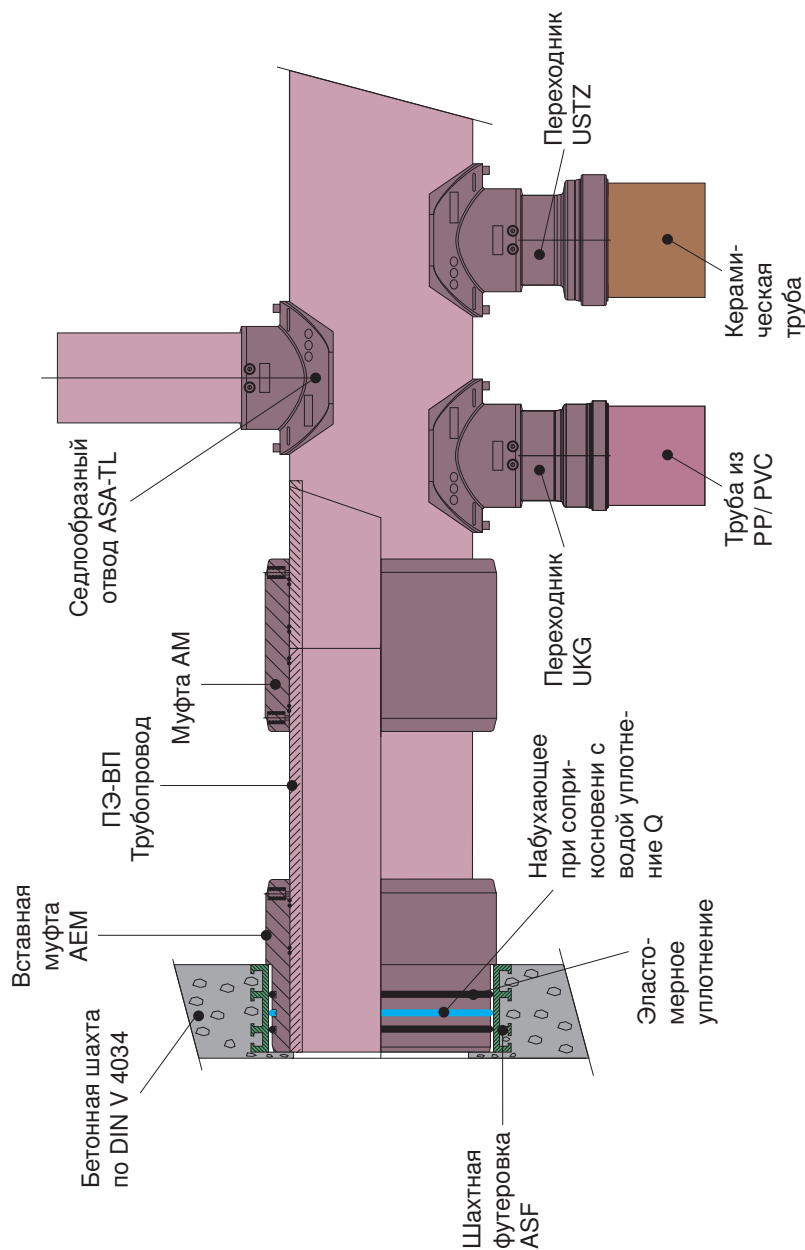 Бетонная шахта
по DIN V 4034
Вставная
муфта
AEM
ПЭ-ВП
Трубопровод
Муфта AM
Седлообразный
отвод ASA-TL
Шахтная
футеровка
ASF
Эласто-
мерное
уплотнение
Набухающее
при сопри-
косновени с
водой уплотне-
ние Q
Переходник
UKG
Труба из
PP/ PVC
Керами-
ческая
труба
Переходник
USTZ